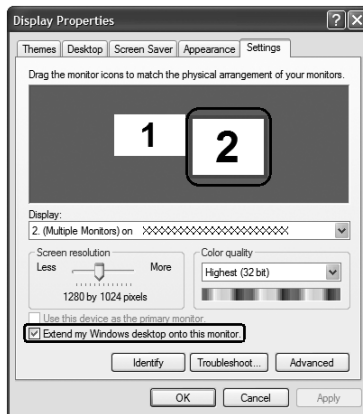 Display Properties
Themes Desktop Screen Saver Appearance Settings
Drag the monitor icons to match the physical arrangement of your monitors.
1 2
Display:
2. (Multiple Monitors) on XXXXXXXXXXXXXXXXXXXXXXXX
Screen resolution Color quality
Less More Highest (32 bit)
1280 by 1024 pixels
Use this device as the primary monitor.
Extend my Windows desktop onto this monitor.
Identify Troubleshoot... Advanced
OK Cancel Apply